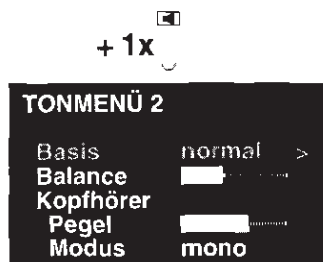 + 1x
TONMENÜ 2
Basis normal >
Balance
Kopfhörer
Pegel
Modus mono